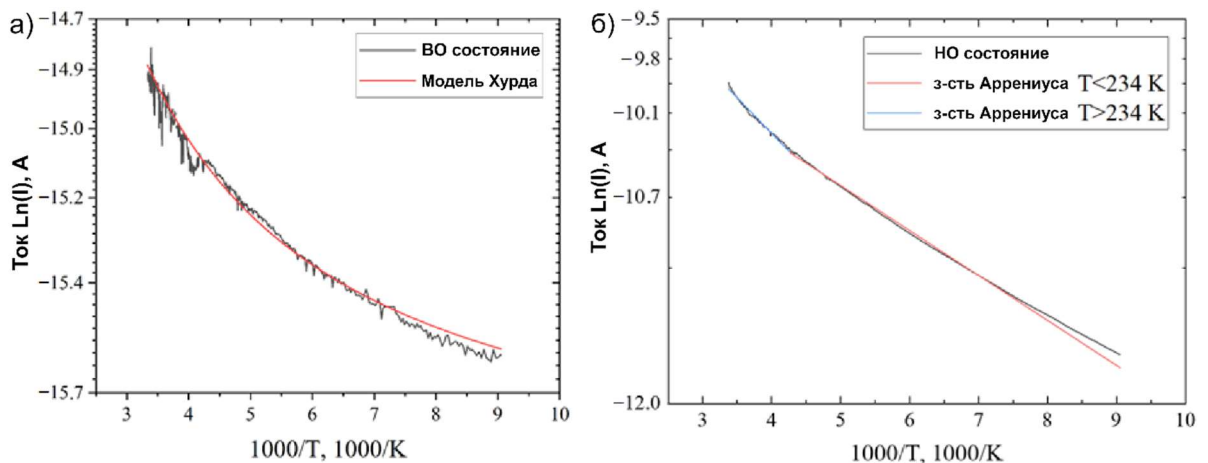 а)
−14.7
−14.9
−15.0
−15.2
−15.4
−15.7
Ток Ln(I), А
ВО состояние
Модель Хурда
3 4 5 6 7 8 9 10
1000/T, 1000/K
б)
−9.5
−9.8
−10.1
−10.7
−12.0
Ток Ln(I), А
НО состояние
з-сть Аррениуса T<234 K
з-сть Аррениуса T>234 K
3 4 5 6 7 8 9 10
1000/T, 1000/K